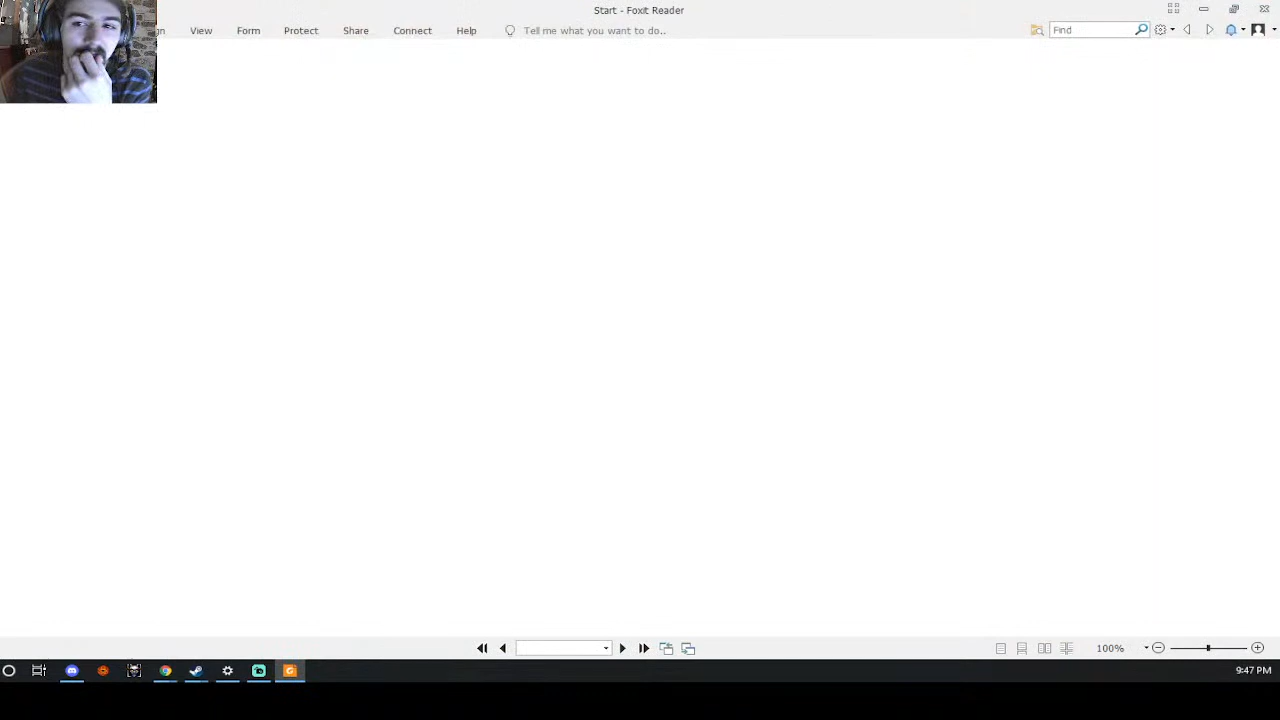 Start - Foxit Reader
gn View Form Protect Share Connect Help Tell me what you want to do.. Find
100%
9:47 PM